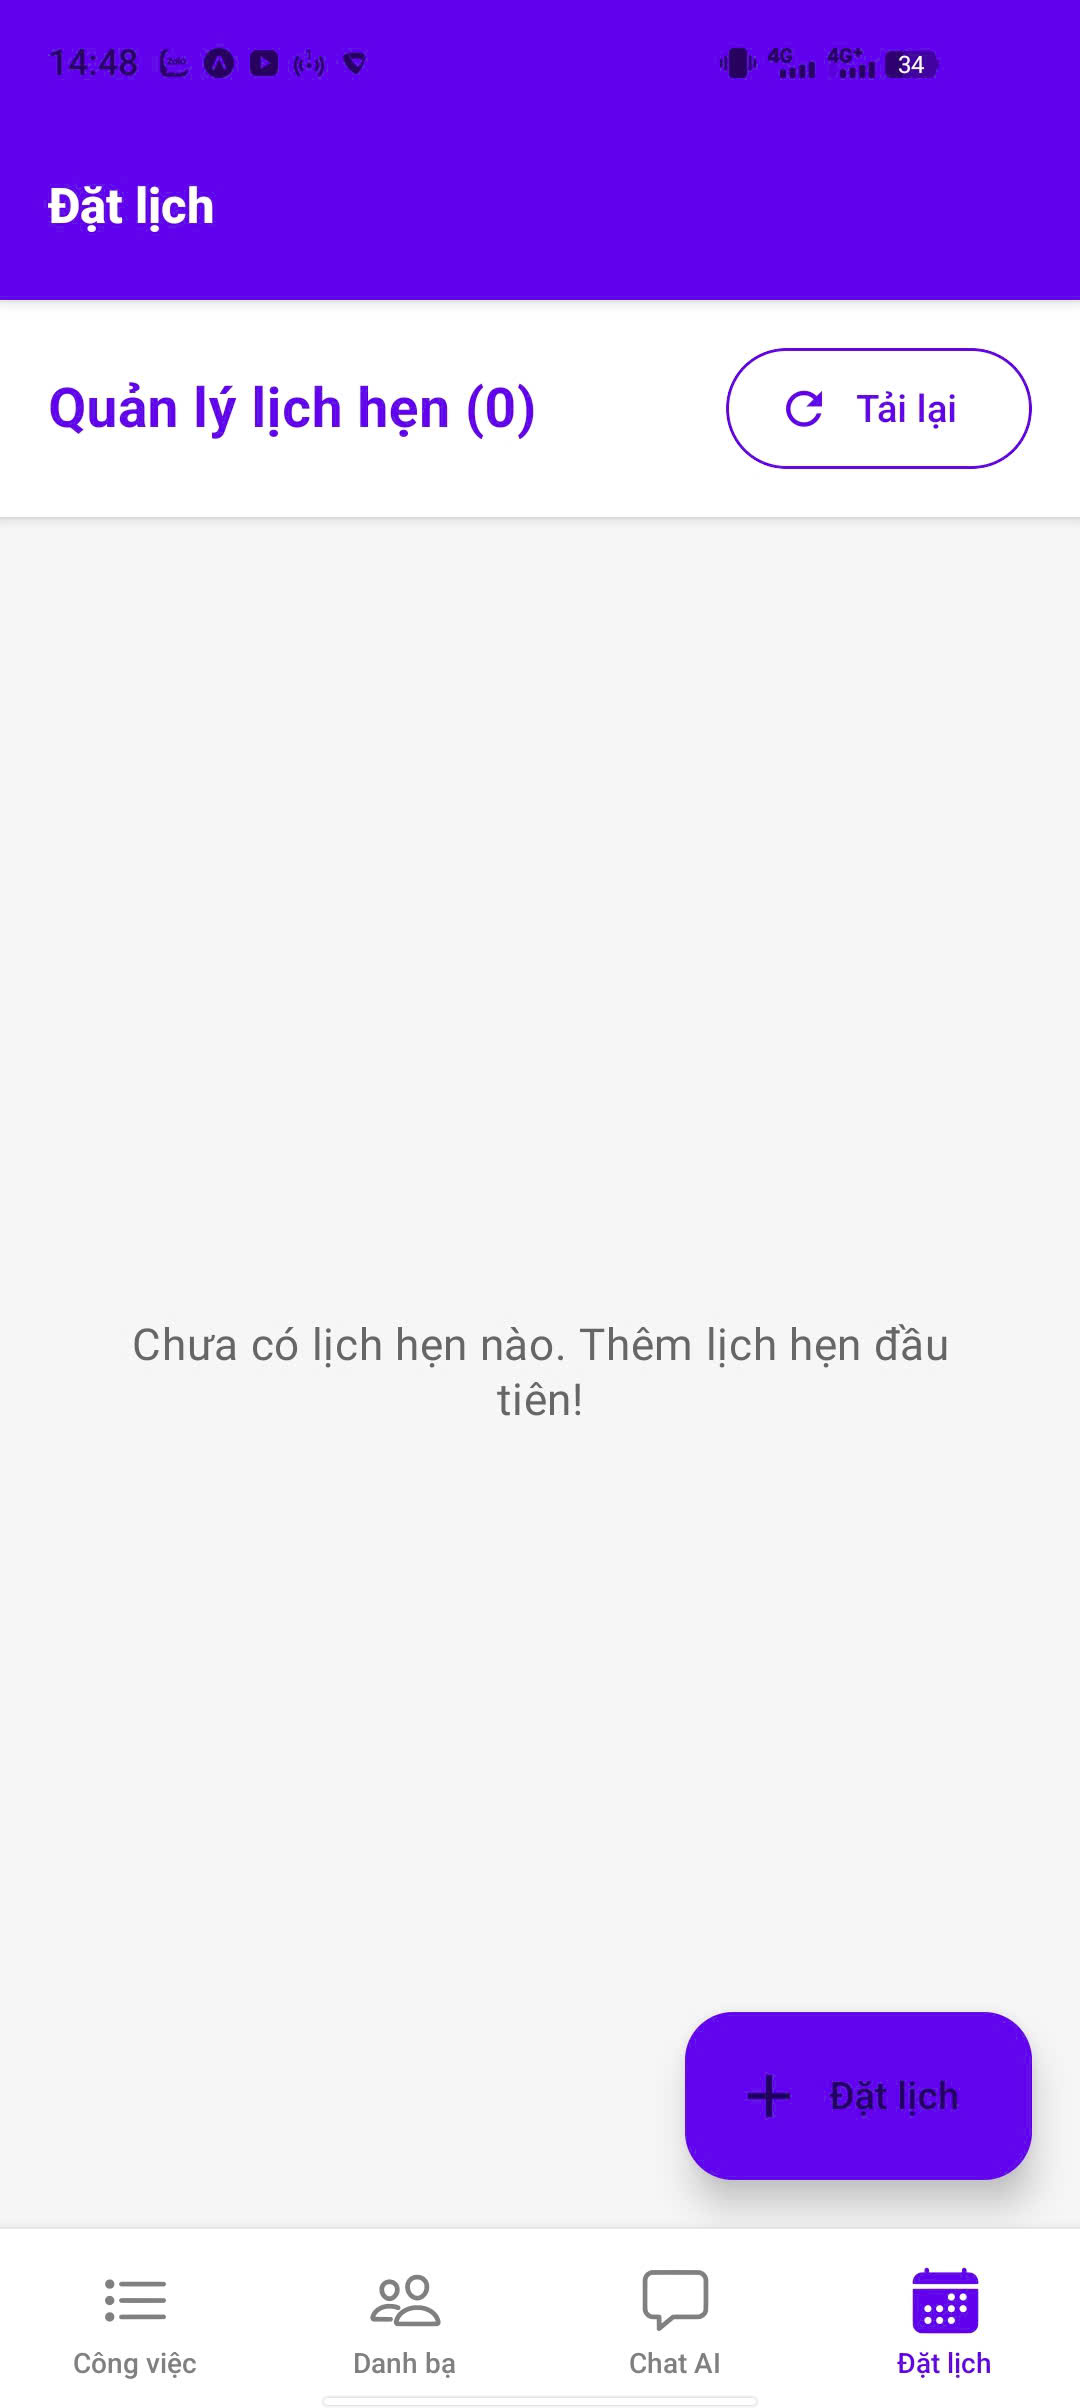 14:48
4G 4G+ 34
Đặt lịch
Quản lý lịch hẹn (0)
Tải lại
Chưa có lịch hẹn nào. Thêm lịch hẹn đầu
tiên!
Đặt lịch
Công việc
Danh bạ
Chat AI
Đặt lịch